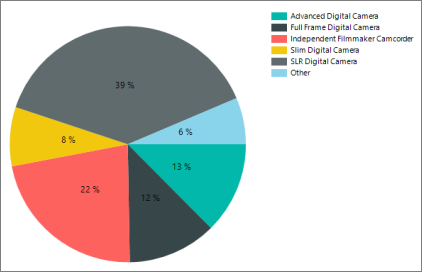 Advanced Digital Camera
Full Frame Digital Camera
Independent Filmmaker Camcorder
Slim Digital Camera
SLR Digital Camera
Other
39 %
6 %
8 %
13 %
22 %
12 %